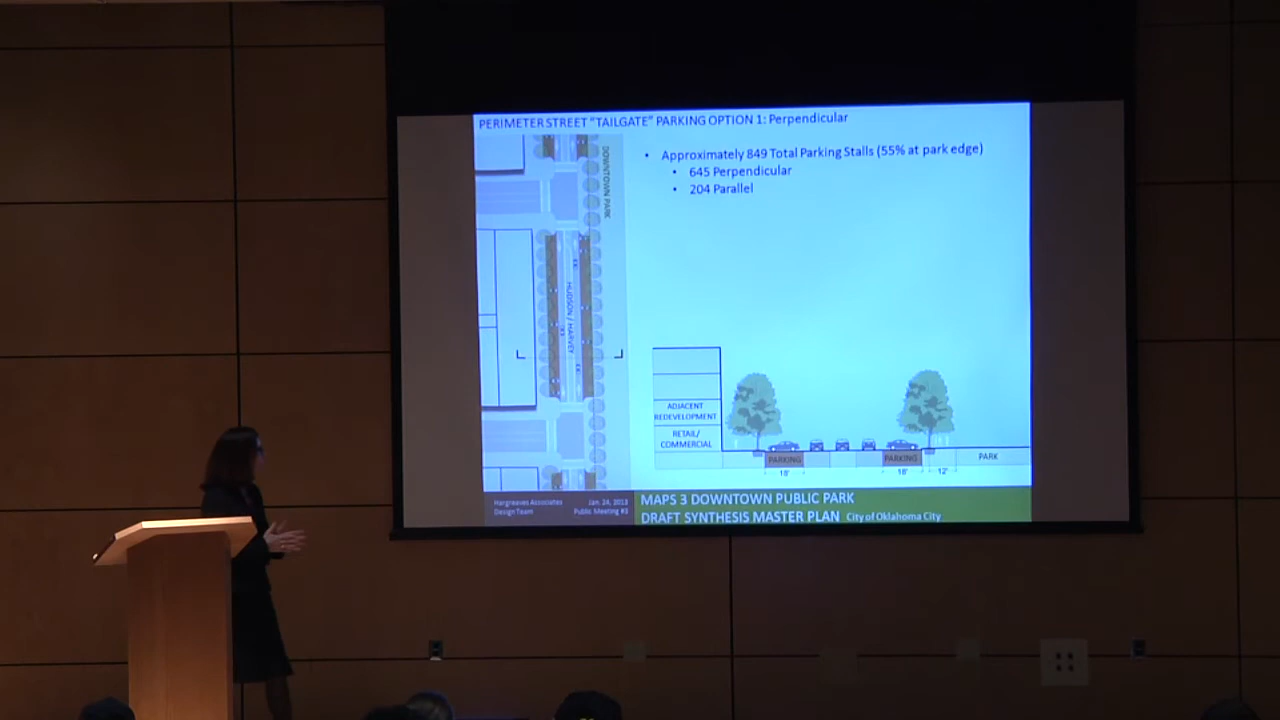 PERIMETER STREET "TAILGATE" PARKING OPTION 1: Perpendicular
• Approximately 849 Total Parking Stalls (55% at park edge)
• 645 Perpendicular
• 204 Parallel
DOWNTOWN PARK
HUDSON / HARVEY
ADJACENT
REDEVELOPMENT
RETAIL/
COMMERCIAL
PARKING
PARKING
PARK
18'
18'
12'
Hargreaves Associates
Design Team
Jan. 24, 2013
Public Meeting #3
MAPS 3 DOWNTOWN PUBLIC PARK
DRAFT SYNTHESIS MASTER PLAN City of Oklahoma City